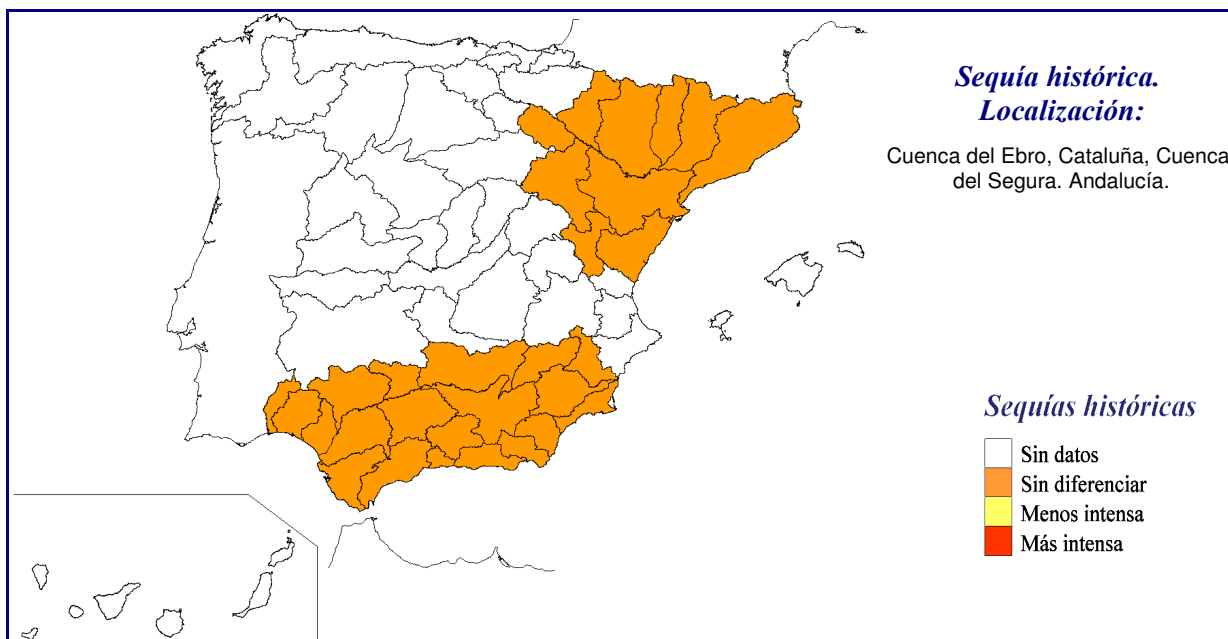 Sequía histórica.
Localización:
Cuenca del Ebro, Cataluña, Cuenca
del Segura. Andalucía.
Sequías históricas
Sin datos
Sin diferenciar
Menos intensa
Más intensa